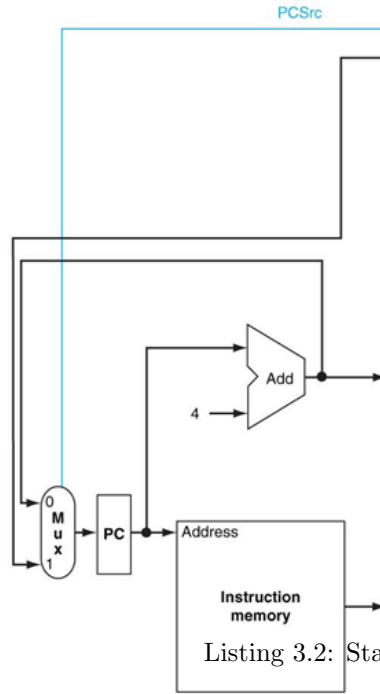 PCSrc
Add
4
0
M
u
x
1
PC
Address
Instruction
memory
Listing 3.2: Sta